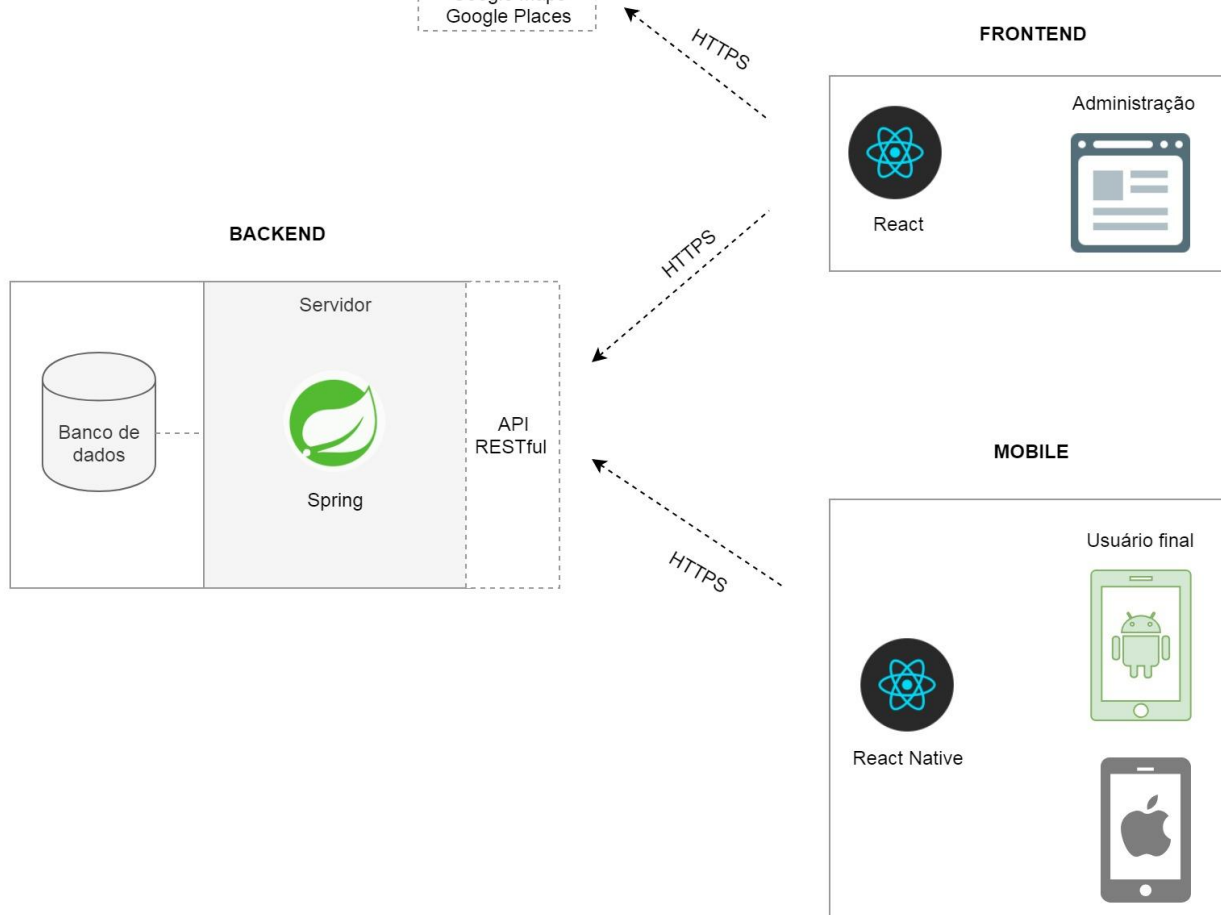 Google Places
HTTPS
FRONTEND
Administração
React
HTTPS
BACKEND
Servidor
Banco de
dados
Spring
API
RESTful
HTTPS
MOBILE
Usuário final
React Native